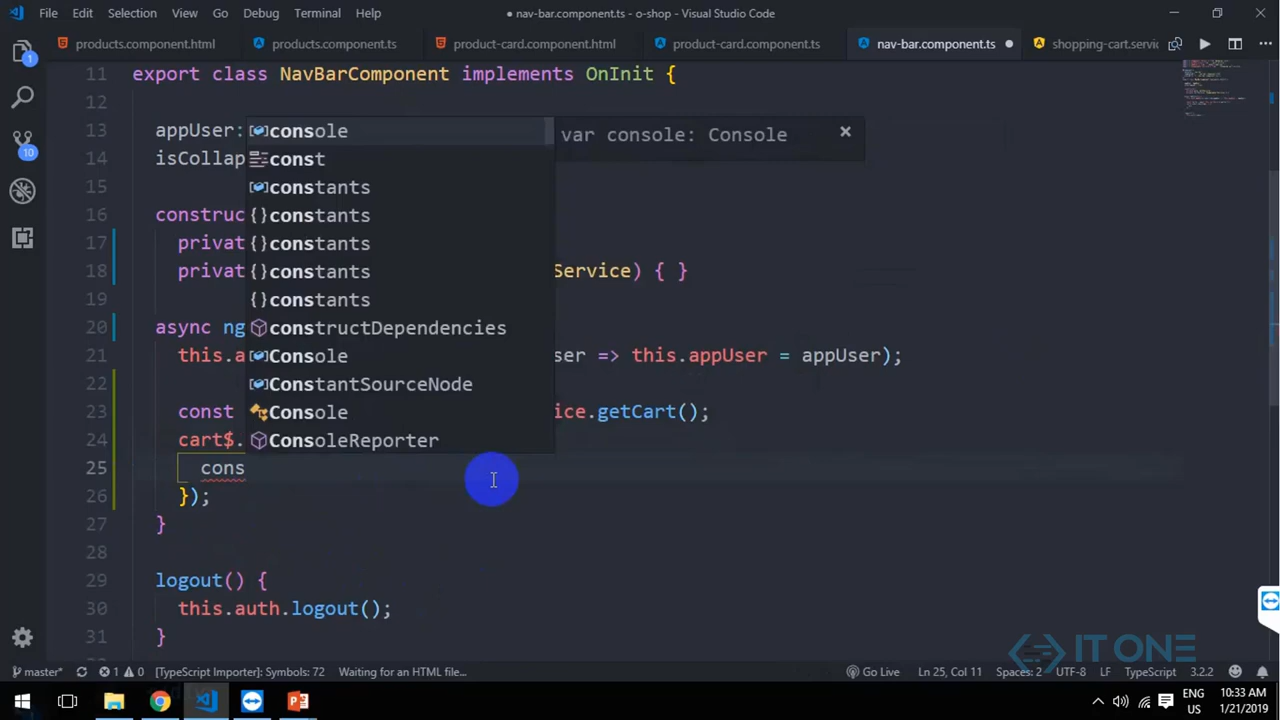 File Edit Selection View Go Debug Terminal Help
● nav-bar.component.ts - o-shop - Visual Studio Code
products.component.html products.component.ts product-card.component.html product-card.component.ts nav-bar.component.ts ● shopping-cart.servic
11 export class NavBarComponent implements OnInit {
12
13 appUser:
14 isCollap
15
16 construc
17 privat
18 privat Service) { }
19
20 async ng
21 this.a ser => this.appUser = appUser);
22
23 const ice.getCart();
24 cart$.
25 cons
26 });
27 }
28
29 logout() {
30 this.auth.logout();
31 }
console
const
constants
{}constants
{}constants
{}constants
{}constants
constructDependencies
Console
ConstantSourceNode
Console
ConsoleReporter
var console: Console
1
10
IT ONE
master* 1 0 [TypeScript Importer]: Symbols: 72 Waiting for an HTML file... Go Live Ln 25, Col 11 Spaces: 2 UTF-8 LF TypeScript 3.2.2
ENG 10:33 AM
US 1/21/2019